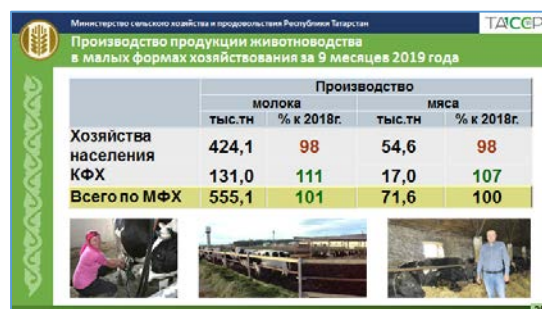 Министерство сельского хозяйства и продовольствия Республики Татарстан
ТАССР
Производство продукции животноводства
в малых формах хозяйствования за 9 месяцев 2019 года
Производство
молока мяса
тыс.тн % к 2018г. тыс.тн % к 2018г.
Хозяйства
населения 424,1 98 54,6 98
КФХ 131,0 111 17,0 107
Всего по МФХ 555,1 101 71,6 100